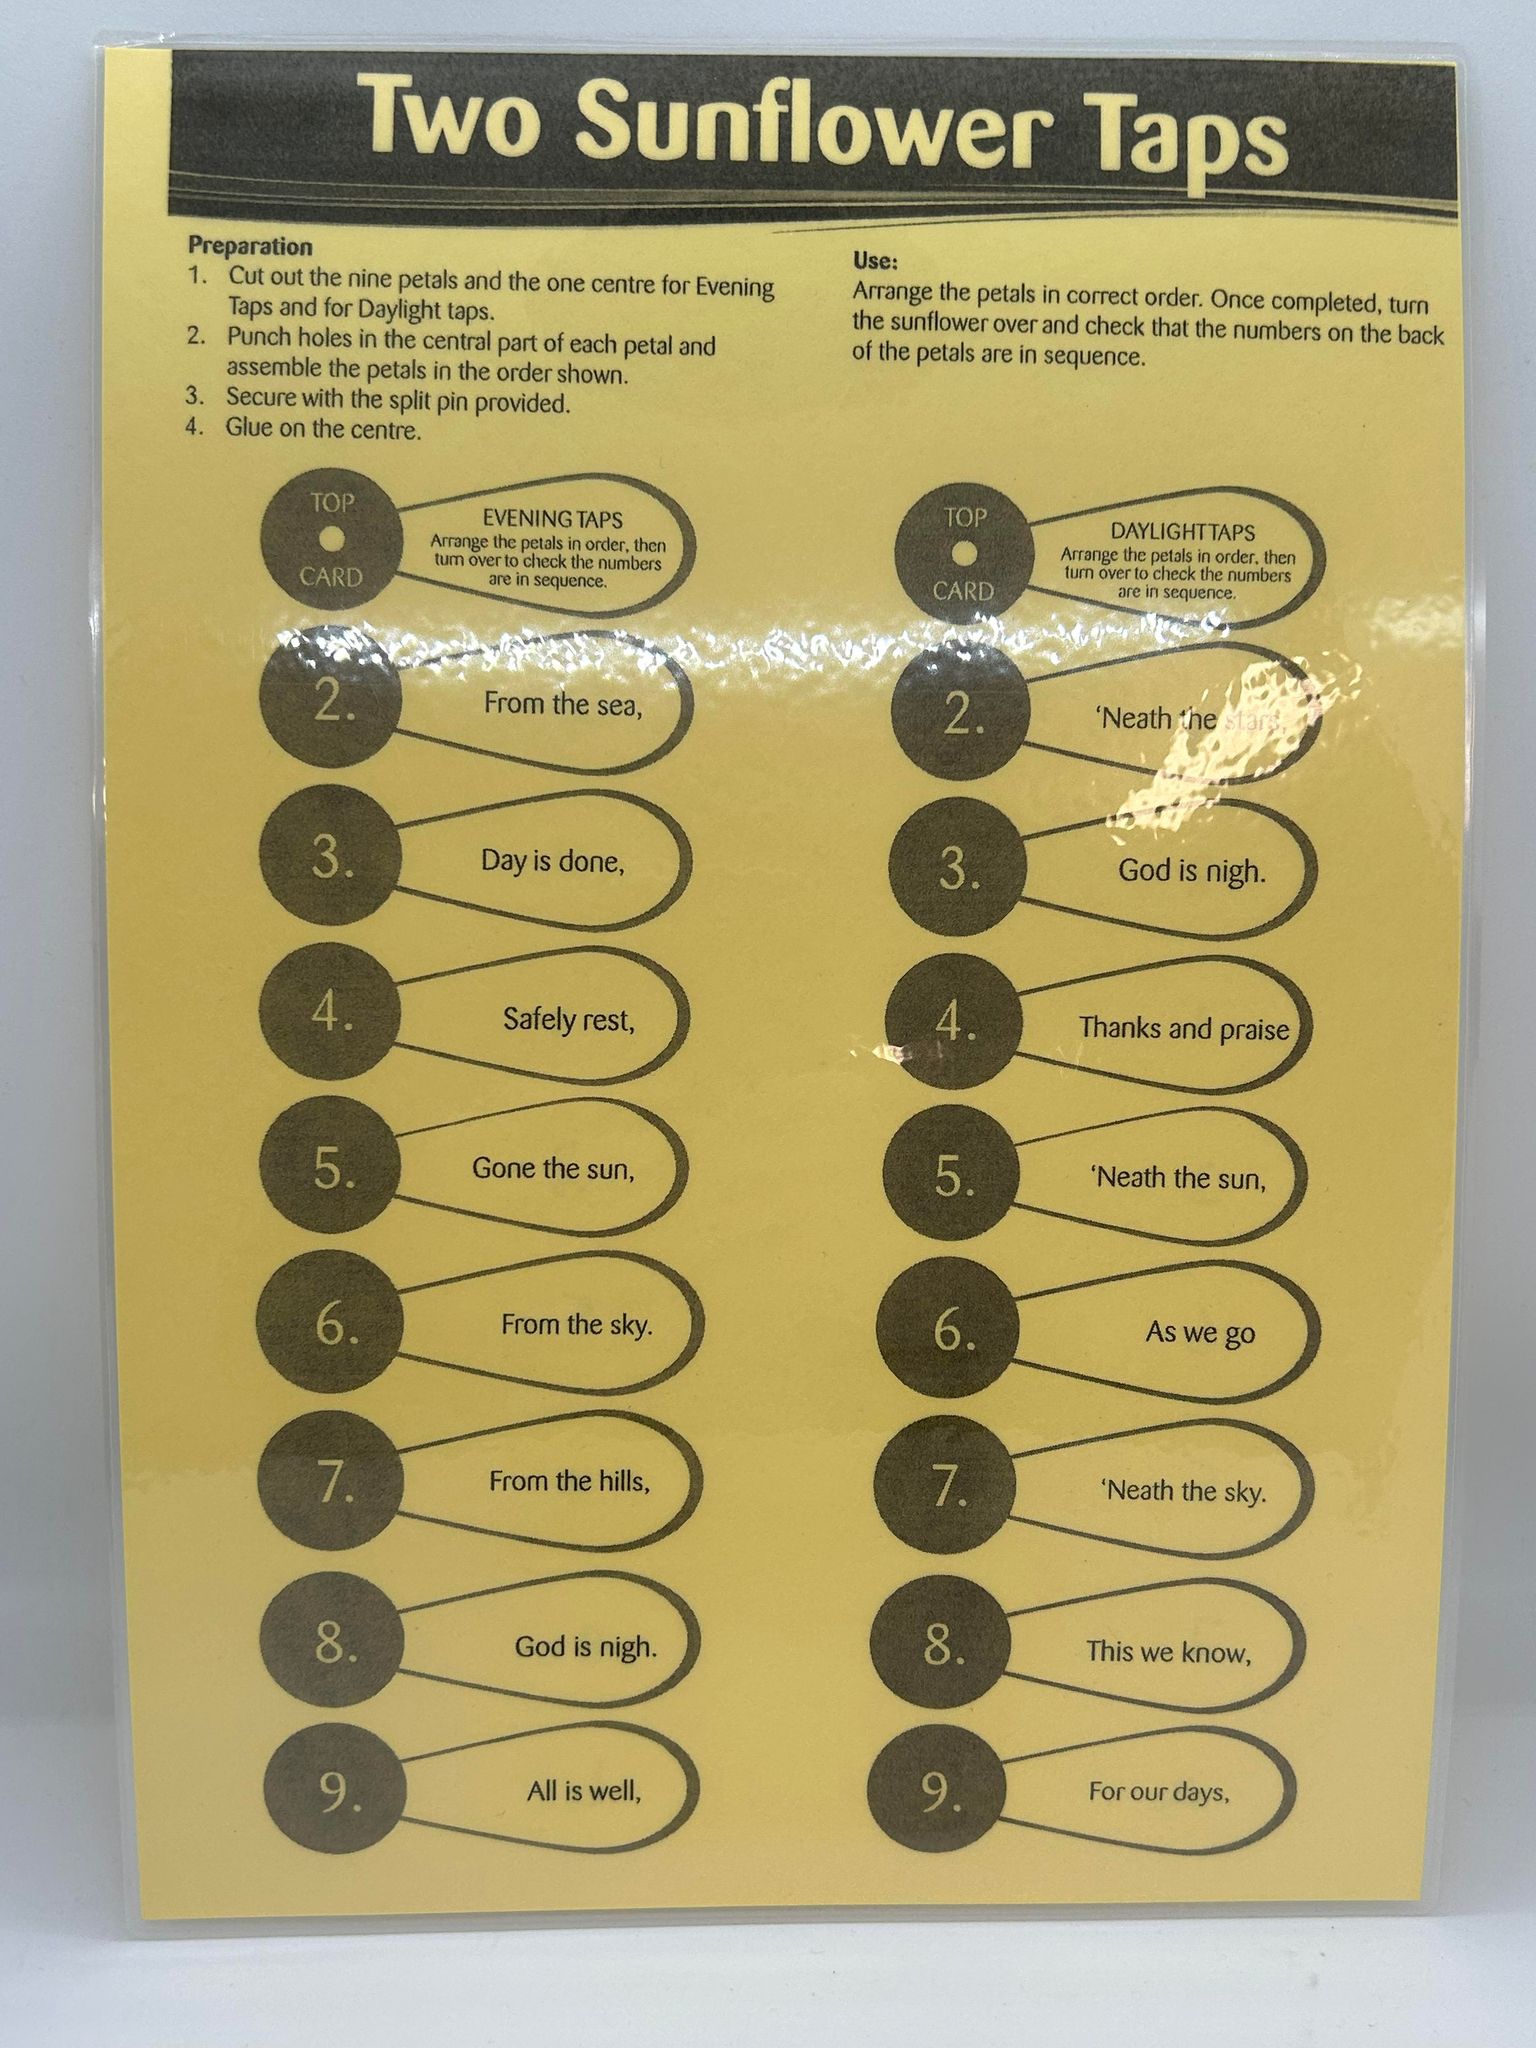 Two Sunflower Taps
Preparation
1. Cut out the nine petals and the one centre for Evening
Taps and for Daylight taps.
2. Punch holes in the central part of each petal and
assemble the petals in the order shown.
3. Secure with the split pin provided.
4. Glue on the centre.
Use:
Arrange the petals in correct order. Once completed, turn
the sunflower over and check that the numbers on the back
of the petals are in sequence.
TOP
CARD
EVENING TAPS
Arrange the petals in order, then
turn over to check the numbers
are in sequence.
2. From the sea,
3. Day is done,
4. Safely rest,
5. Gone the sun,
6. From the sky.
7. From the hills,
8. God is nigh.
9. All is well,
TOP
CARD
DAYLIGHT TAPS
Arrange the petals in order, then
turn over to check the numbers
are in sequence.
2. ‘Neath the stars,
3. God is nigh.
4. Thanks and praise
5. ‘Neath the sun,
6. As we go
7. ‘Neath the sky.
8. This we know,
9. For our days,